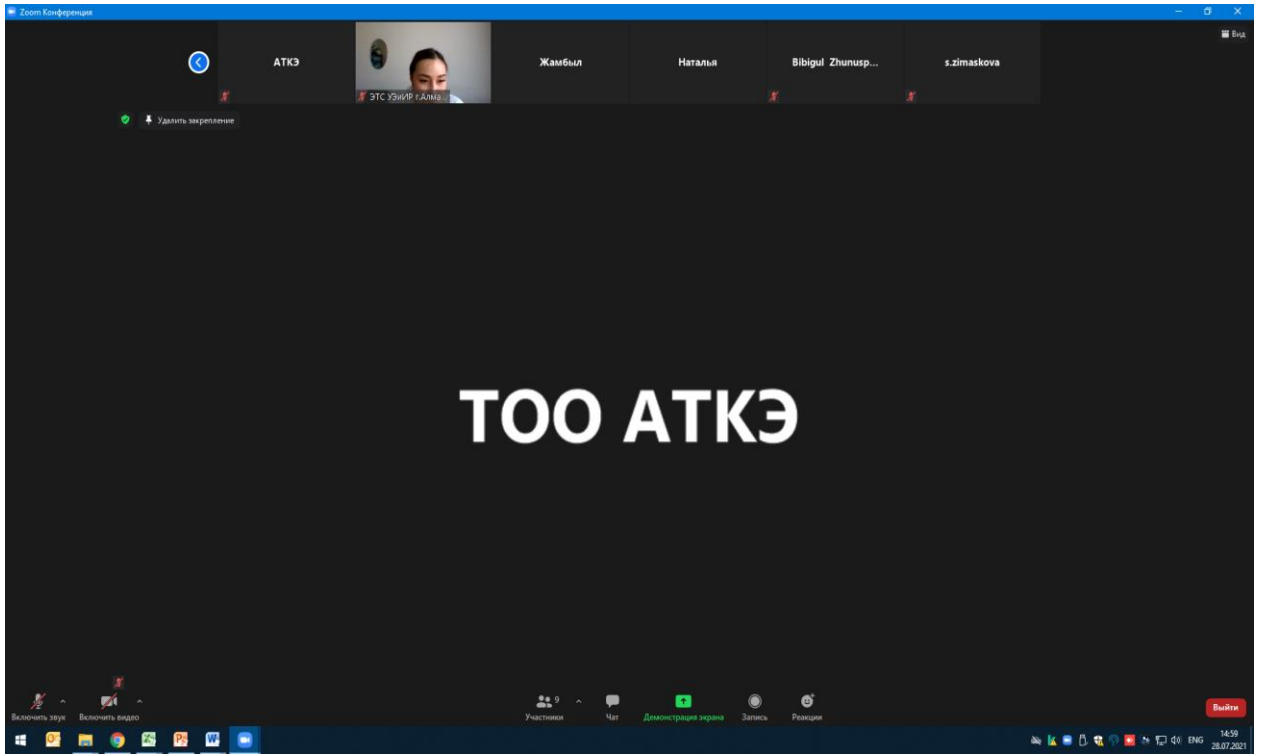 Zoom Конференция
Вид
АТКЭ
ЭТС УЭиИР г.Алма...
Жамбыл
Наталья
Bibigul Zhunusp...
s.zimaskova
Удалить закрепление
ТОО АТКЭ
Включить звук
Включить видео
9
Участники
Чат
Демонстрация экрана
Запись
Реакции
Выйти
ENG
14:59
28.07.2021